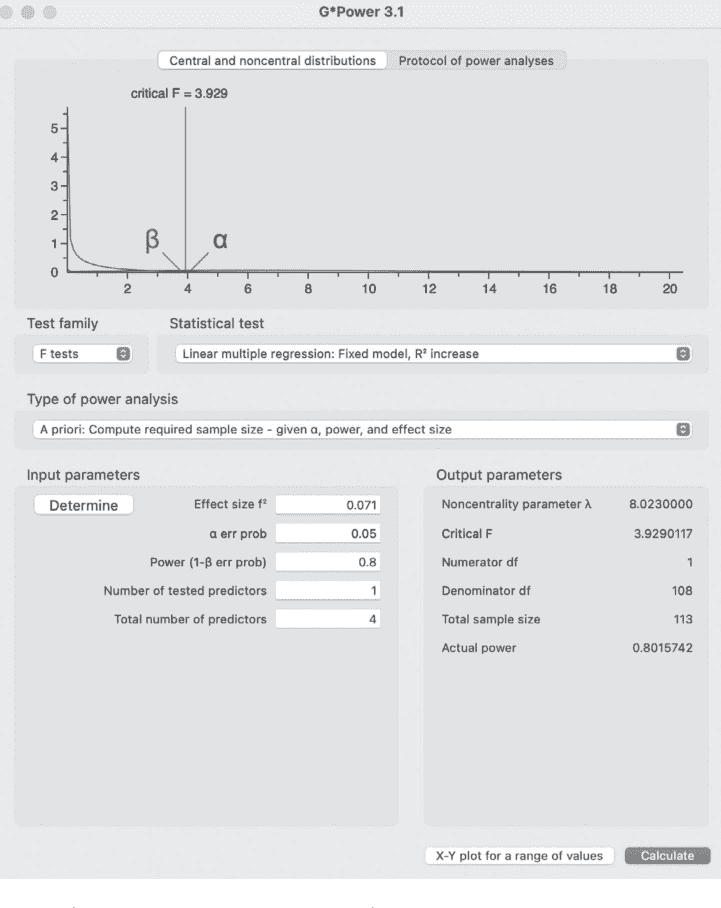 G*Power 3.1
Central and noncentral distributions Protocol of power analyses
critical F = 3.929
5
4
3
2
1
0
β α
2 4 6 8 10 12 14 16 18 20
Test family Statistical test
F tests Linear multiple regression: Fixed model, R² increase
Type of power analysis
A priori: Compute required sample size - given α, power, and effect size
Input parameters Output parameters
Determine Effect size f² 0.071 Noncentrality parameter λ 8.0230000
α err prob 0.05 Critical F 3.9290117
Power (1-β err prob) 0.8 Numerator df 1
Number of tested predictors 1 Denominator df 108
Total number of predictors 4 Total sample size 113
Actual power 0.8015742
X-Y plot for a range of values Calculate